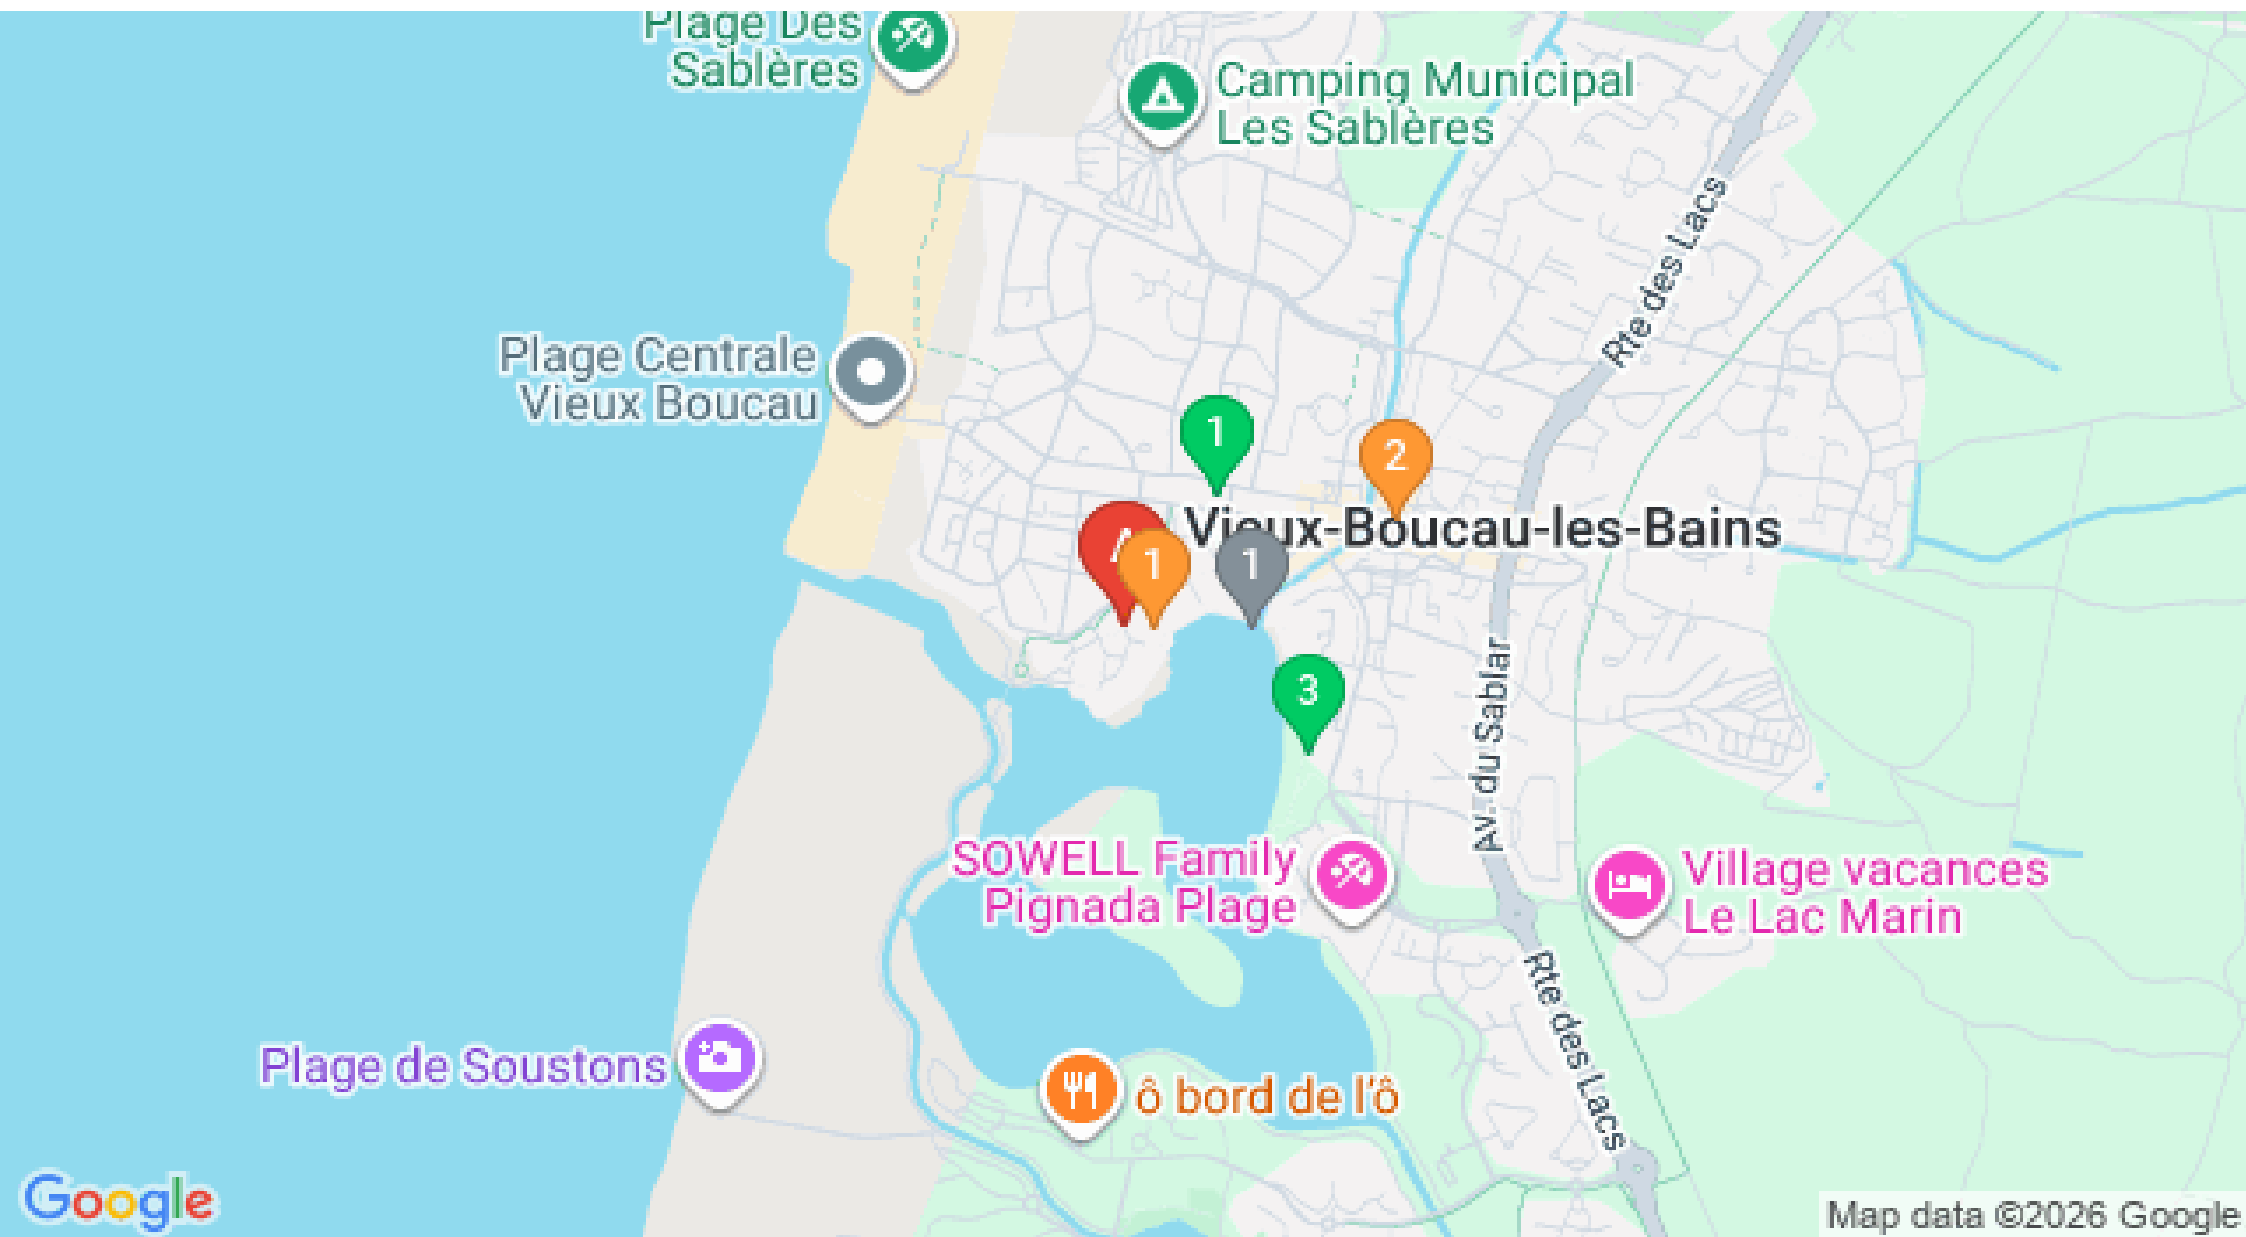 Plage Des
Sablères
Camping Municipal
Les Sablères
Rte des Lacs
Plage Centrale
Vieux Boucau
1
2
Vieux-Boucau-les-Bains
A
1
1
3
Av. du Sablar
SOWELL Family
Pignada Plage
Village vacances
Le Lac Marin
Rte des Lacs
Plage de Soustons
ô bord de l'ô
Google
Map data ©2026 Google